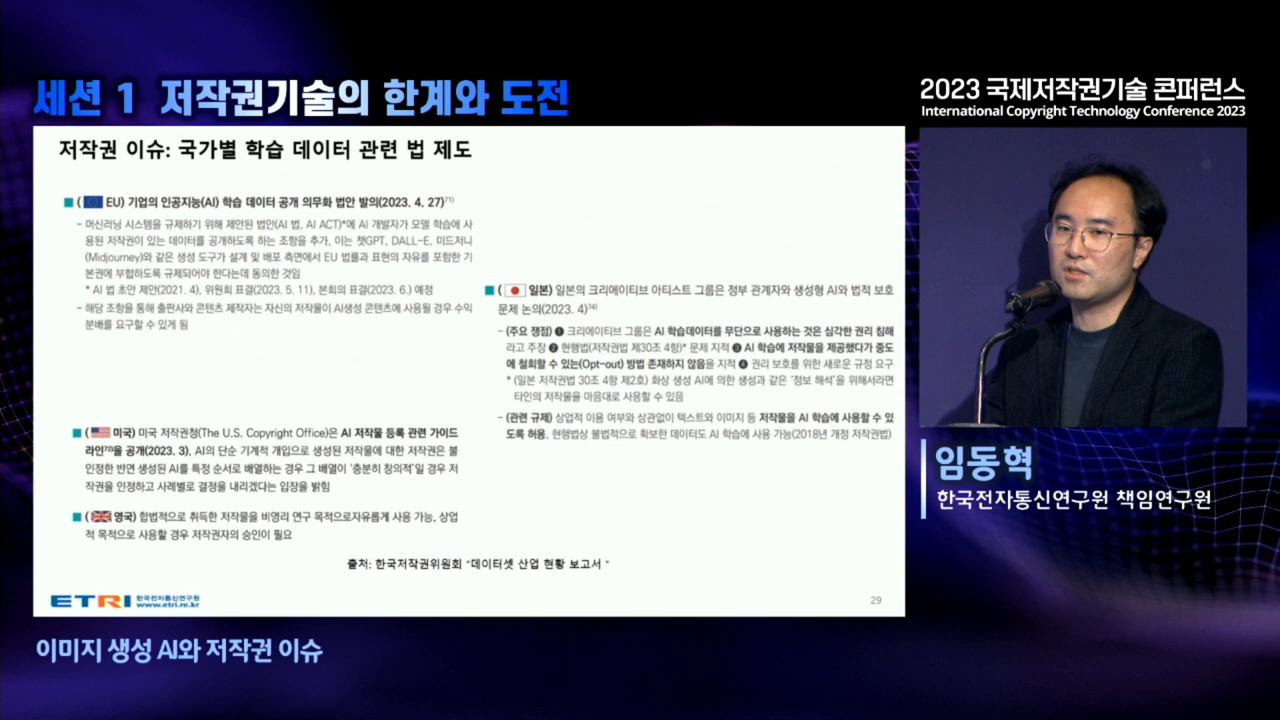 세션 1 저작권기술의 한계와 도전
2023 국제저작권기술 콘퍼런스
International Copyright Technology Conference 2023
저작권 이슈: 국가별 학습 데이터 관련 법 제도
( EU) 기업의 인공지능(AI) 학습 데이터 공개 의무화 법안 발의(2023. 4. 27)71)
– 머신러닝 시스템을 규제하기 위해 제안된 법안(AI 법, AI ACT)*에 AI 개발자가 모델 학습에 사
용된 저작권이 있는 데이터를 공개하도록 하는 조항을 추가, 이는 챗GPT, DALL-E, 미드저니
(Midjourney)와 같은 생성 도구가 설계 및 배포 측면에서 EU 법률과 표현의 자유를 포함한 기
본권에 부합하도록 규제되어야 한다는데 동의한 것임
* AI 법 초안 제안(2021. 4), 위원회 표결(2023. 5. 11), 본회의 표결(2023. 6.) 예정
– 해당 조항을 통해 출판사와 콘텐츠 제작자는 자신의 저작물이 AI생성 콘텐츠에 사용될 경우 수익
분배를 요구할 수 있게 됨
( 미국) 미국 저작권청(The U.S. Copyright Office)은 AI 저작물 등록 관련 가이드
라인72)을 공개(2023. 3), AI의 단순 기계적 개입으로 생성된 저작물에 대한 저작권은 불
인정한 반면 생성된 AI를 특정 순서로 배열하는 경우 그 배열이 '충분히 창의적'일 경우 저
작권을 인정하고 사례별로 결정을 내리겠다는 입장을 밝힘
( 영국) 합법적으로 취득한 저작물을 비영리 연구 목적으로자유롭게 사용 가능, 상업
적 목적으로 사용할 경우 저작권자의 승인이 필요
( 일본) 일본의 크리에이티브 아티스트 그룹은 정부 관계자와 생성형 AI와 법적 보호
문제 논의(2023. 4)74)
– (주요 쟁점) ❶ 크리에이티브 그룹은 AI 학습데이터를 무단으로 사용하는 것은 심각한 권리 침해
라고 주장 ❷ 현행법(저작권법 제30조 4항)* 문제 지적 ❸ AI 학습에 저작물을 제공했다가 중도
에 철회할 수 있는(Opt-out) 방법 존재하지 않음을 지적 ❹ 권리 보호를 위한 새로운 규정 요구
* (일본 저작권법 30조 4항 제2호) 화상 생성 AI에 의한 생성과 같은 '정보 해석'을 위해서라면
타인의 저작물을 마음대로 사용할 수 있음
– (관련 규제) 상업적 이용 여부와 상관없이 텍스트와 이미지 등 저작물을 AI 학습에 사용할 수 있
도록 허용, 현행법상 불법적으로 확보한 데이터도 AI 학습에 사용 가능(2018년 개정 저작권법)
출처: 한국저작권위원회 "데이터셋 산업 현황 보고서 "
ETRI 한국전자통신연구원
www.etri.re.kr
29
임동혁
한국전자통신연구원 책임연구원
이미지 생성 AI와 저작권 이슈